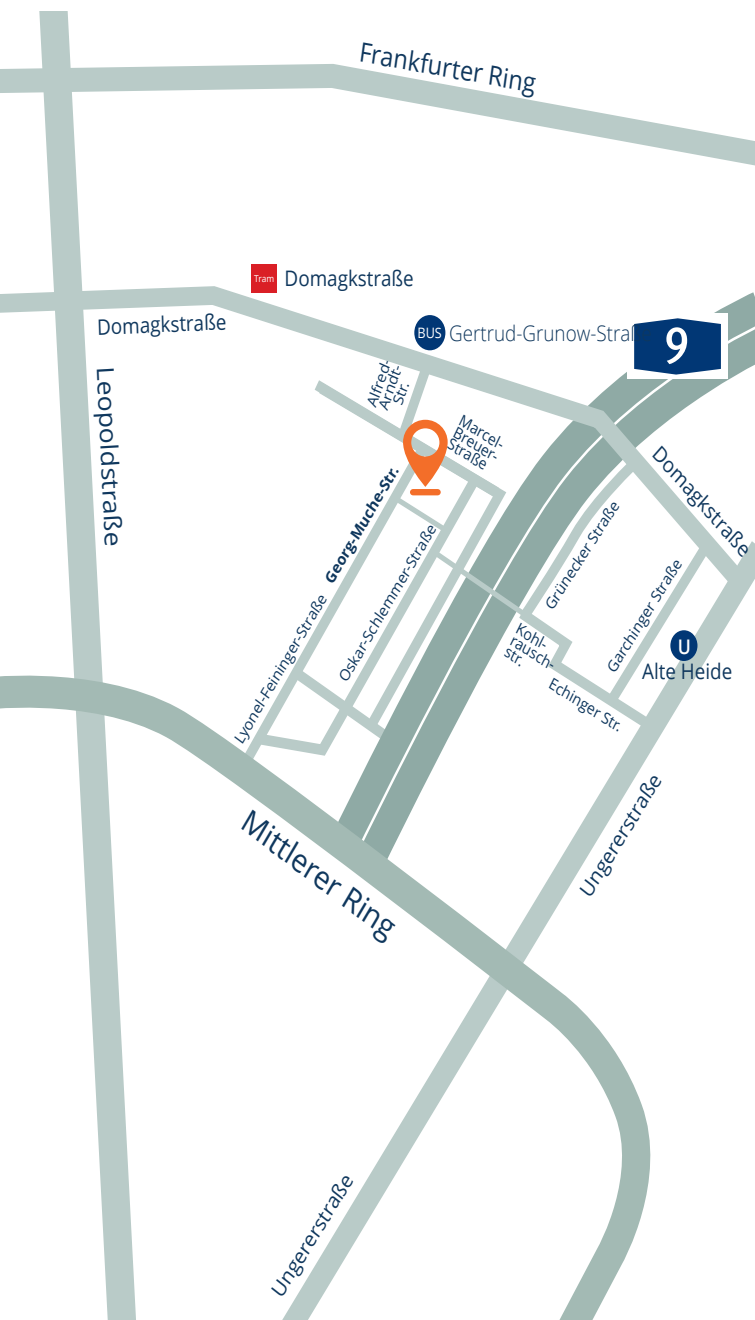 Frankfurter Ring
Tram
Domagkstraße
Domagkstraße
BUS
Gertrud-Grunow-Straß
9
Leopoldstraße
Alfred-
Arndt-
Str.
Marcel-
Breuer-
Straße
Domagkstraße
Georg-Muche-Str.
Grünecker Straße
Oskar-Schlemmer-Straße
Garchinger Straße
Lyonel-Feininger-Straße
Kohl-
rausch-
str.
U
Alte Heide
Echinger Str.
Mittlerer Ring
Ungererstraße
Ungererstraße